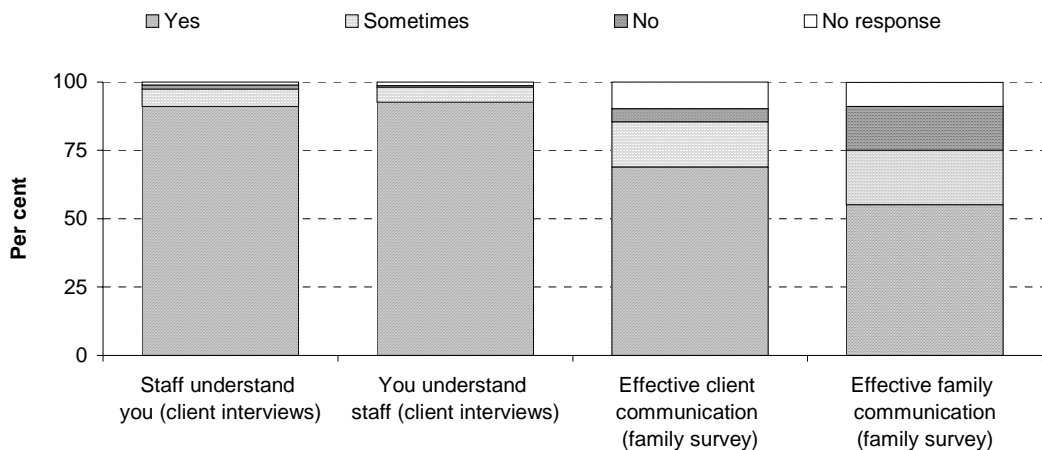 Yes Sometimes No No response
100
75
50
25
0
Per cent
Staff understand
you (client interviews)
You understand
staff (client interviews)
Effective client
communication
(family survey)
Effective family
communication
(family survey)